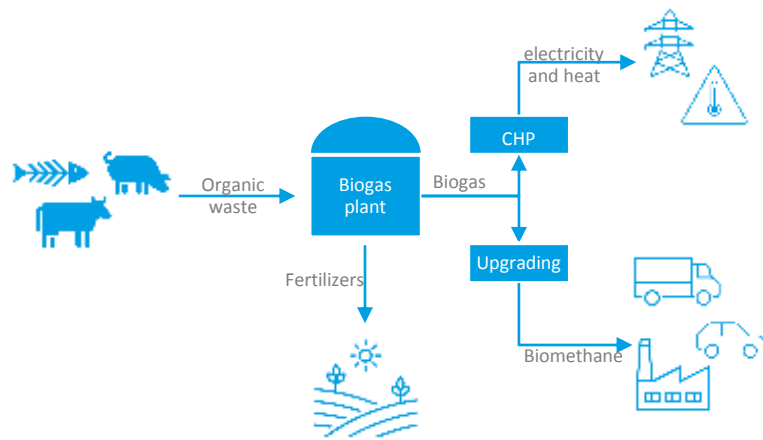 electricity
and heat
CHP
Organic
waste
Biogas
plant
Biogas
Upgrading
Fertilizers
Biomethane